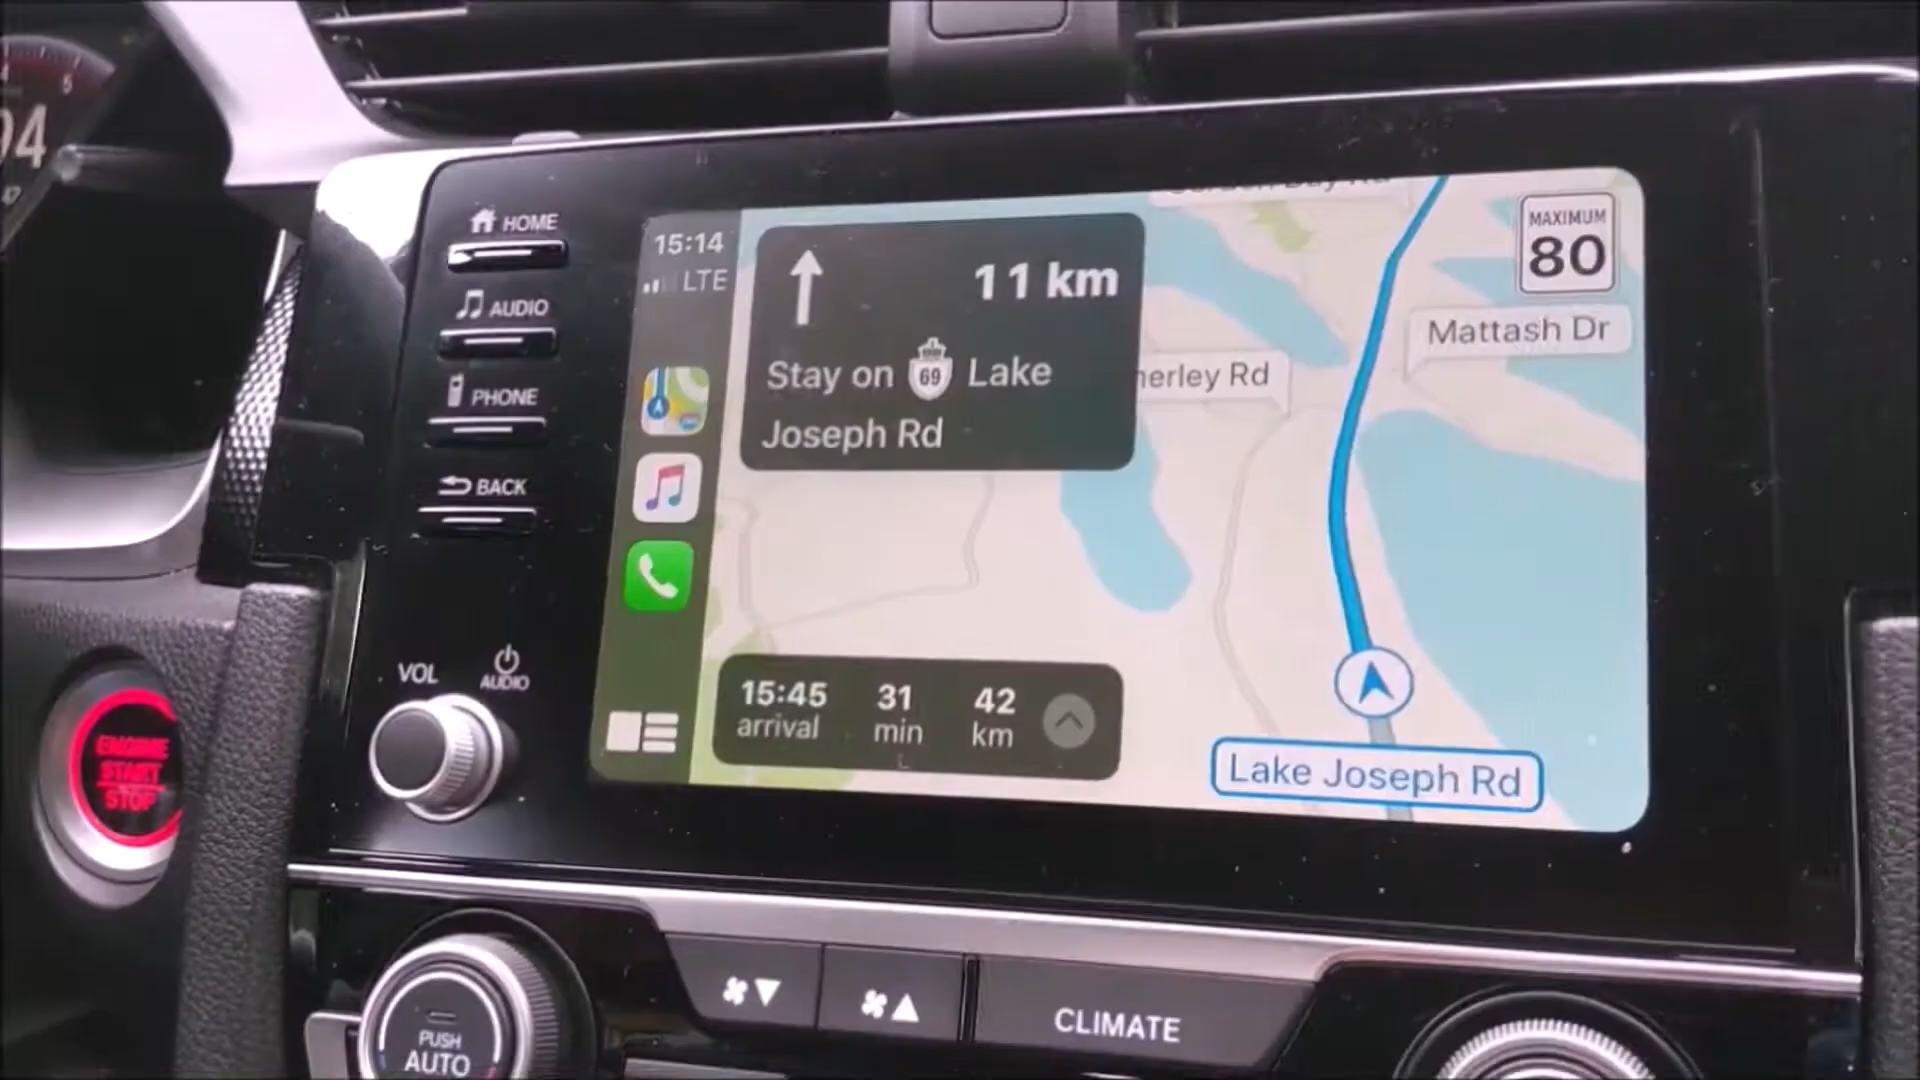 5
94
HOME
AUDIO
PHONE
BACK
VOL
AUDIO
ENGINE
START
STOP
15:14
LTE
11 km
Stay on 69 Lake
Joseph Rd
MAXIMUM
80
Mattash Dr
Rd
15:45 31 42
arrival min km
Lake Joseph Rd
PUSH
AUTO
CLIMATE